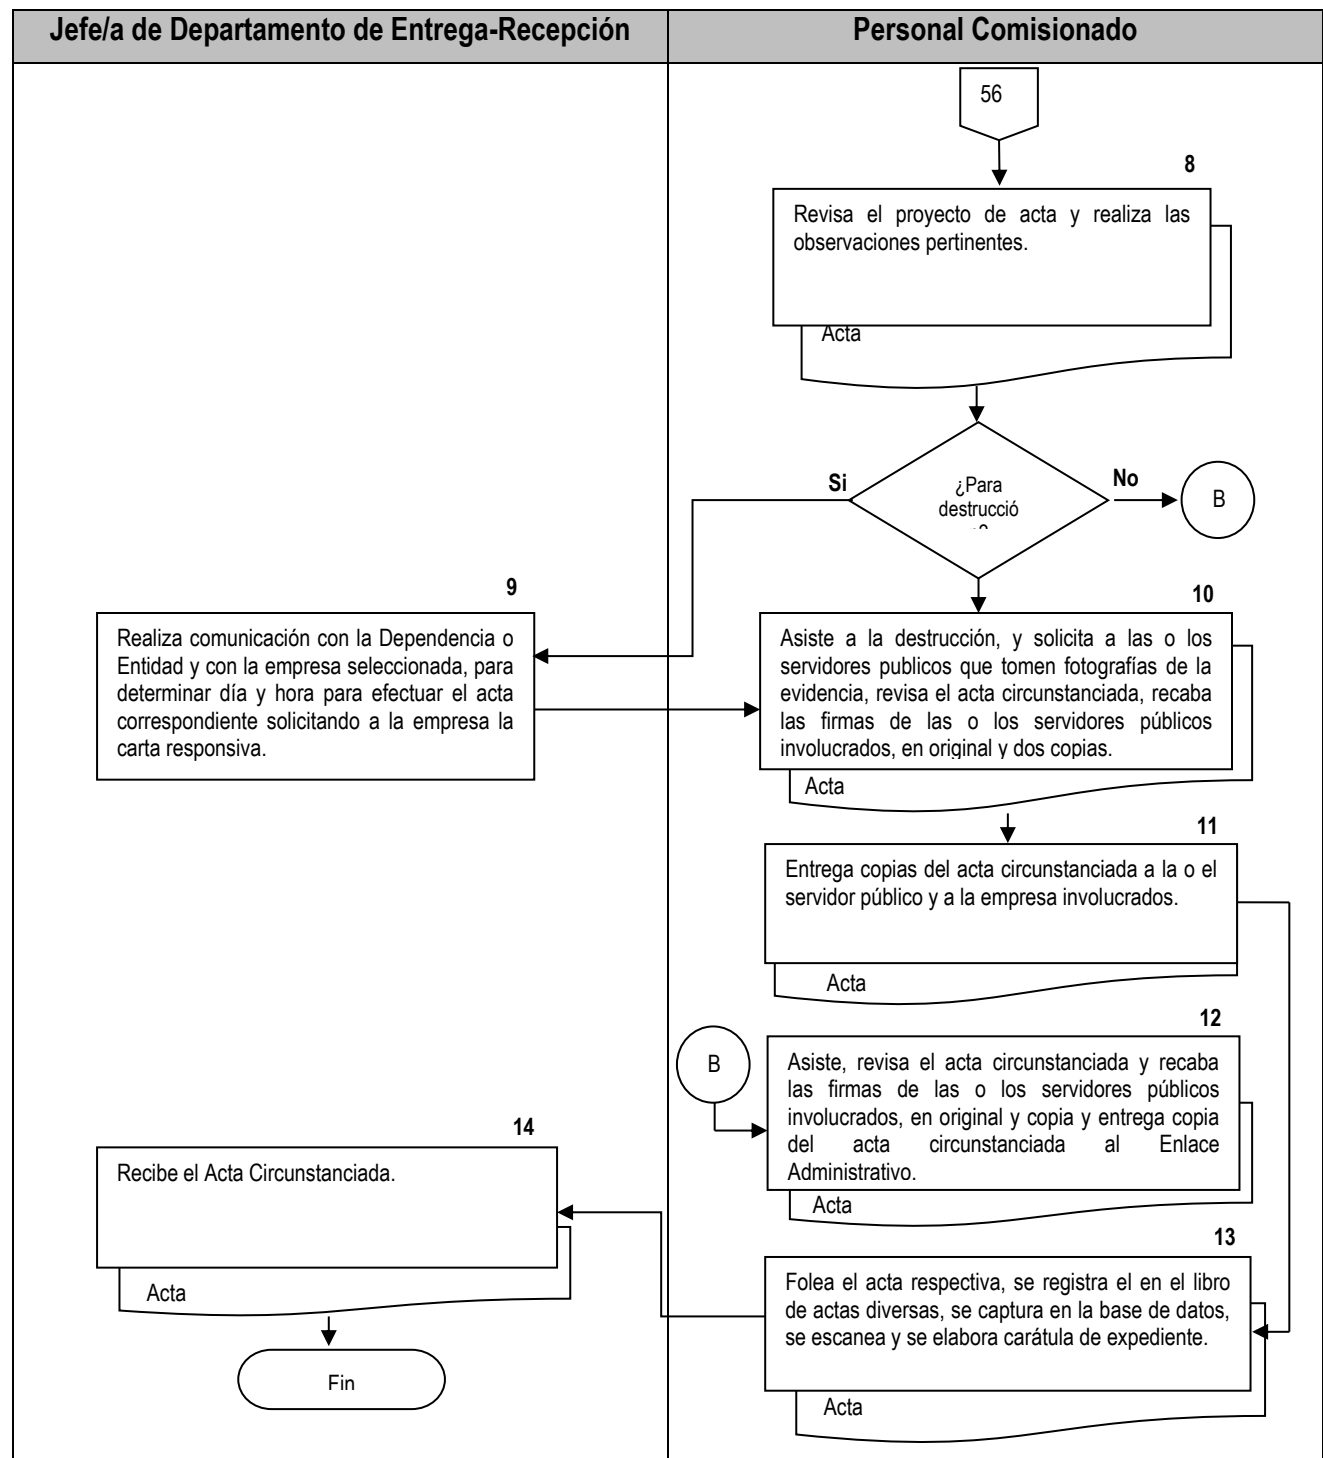 Jefe/a de Departamento de Entrega-Recepción
Personal Comisionado
56
8
Revisa el proyecto de acta y realiza las
observaciones pertinentes.
Acta
¿Para
destrucció
Si
No
B
9
Realiza comunicación con la Dependencia o
Entidad y con la empresa seleccionada, para
determinar día y hora para efectuar el acta
correspondiente solicitando a la empresa la
carta responsiva.
10
Asiste a la destrucción, y solicita a las o los
servidores publicos que tomen fotografías de la
evidencia, revisa el acta circunstanciada, recaba
las firmas de las o los servidores públicos
involucrados, en original y dos copias.
Acta
11
Entrega copias del acta circunstanciada a la o el
servidor público y a la empresa involucrados.
Acta
12
B
Asiste, revisa el acta circunstanciada y recaba
las firmas de las o los servidores públicos
involucrados, en original y copia y entrega copia
del acta circunstanciada al Enlace
Administrativo.
Acta
13
Folea el acta respectiva, se registra el en el libro
de actas diversas, se captura en la base de datos,
se escanea y se elabora carátula de expediente.
Acta
14
Recibe el Acta Circunstanciada.
Acta
Fin